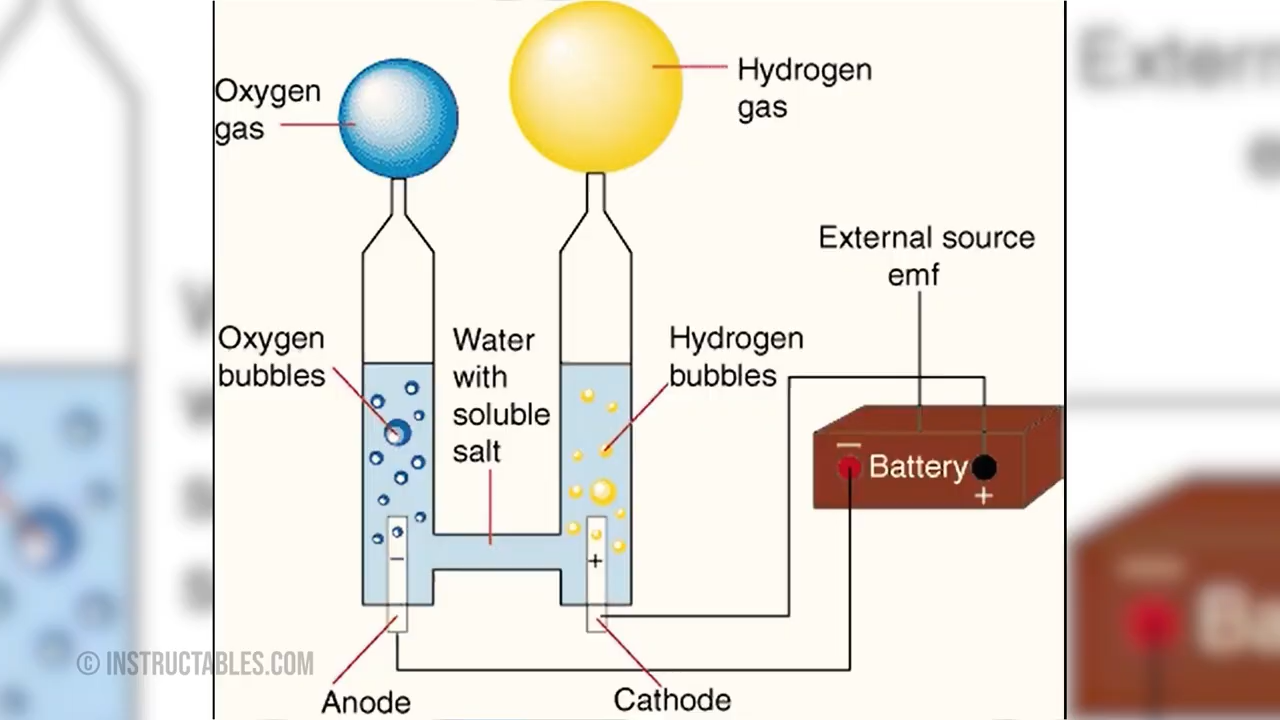 Oxygen
gas
Hydrogen
gas
External source
emf
Oxygen
bubbles
Water
with
soluble
salt
Hydrogen
bubbles
−
Battery
+
−
+
Anode
Cathode
© INSTRUCTABLES.COM